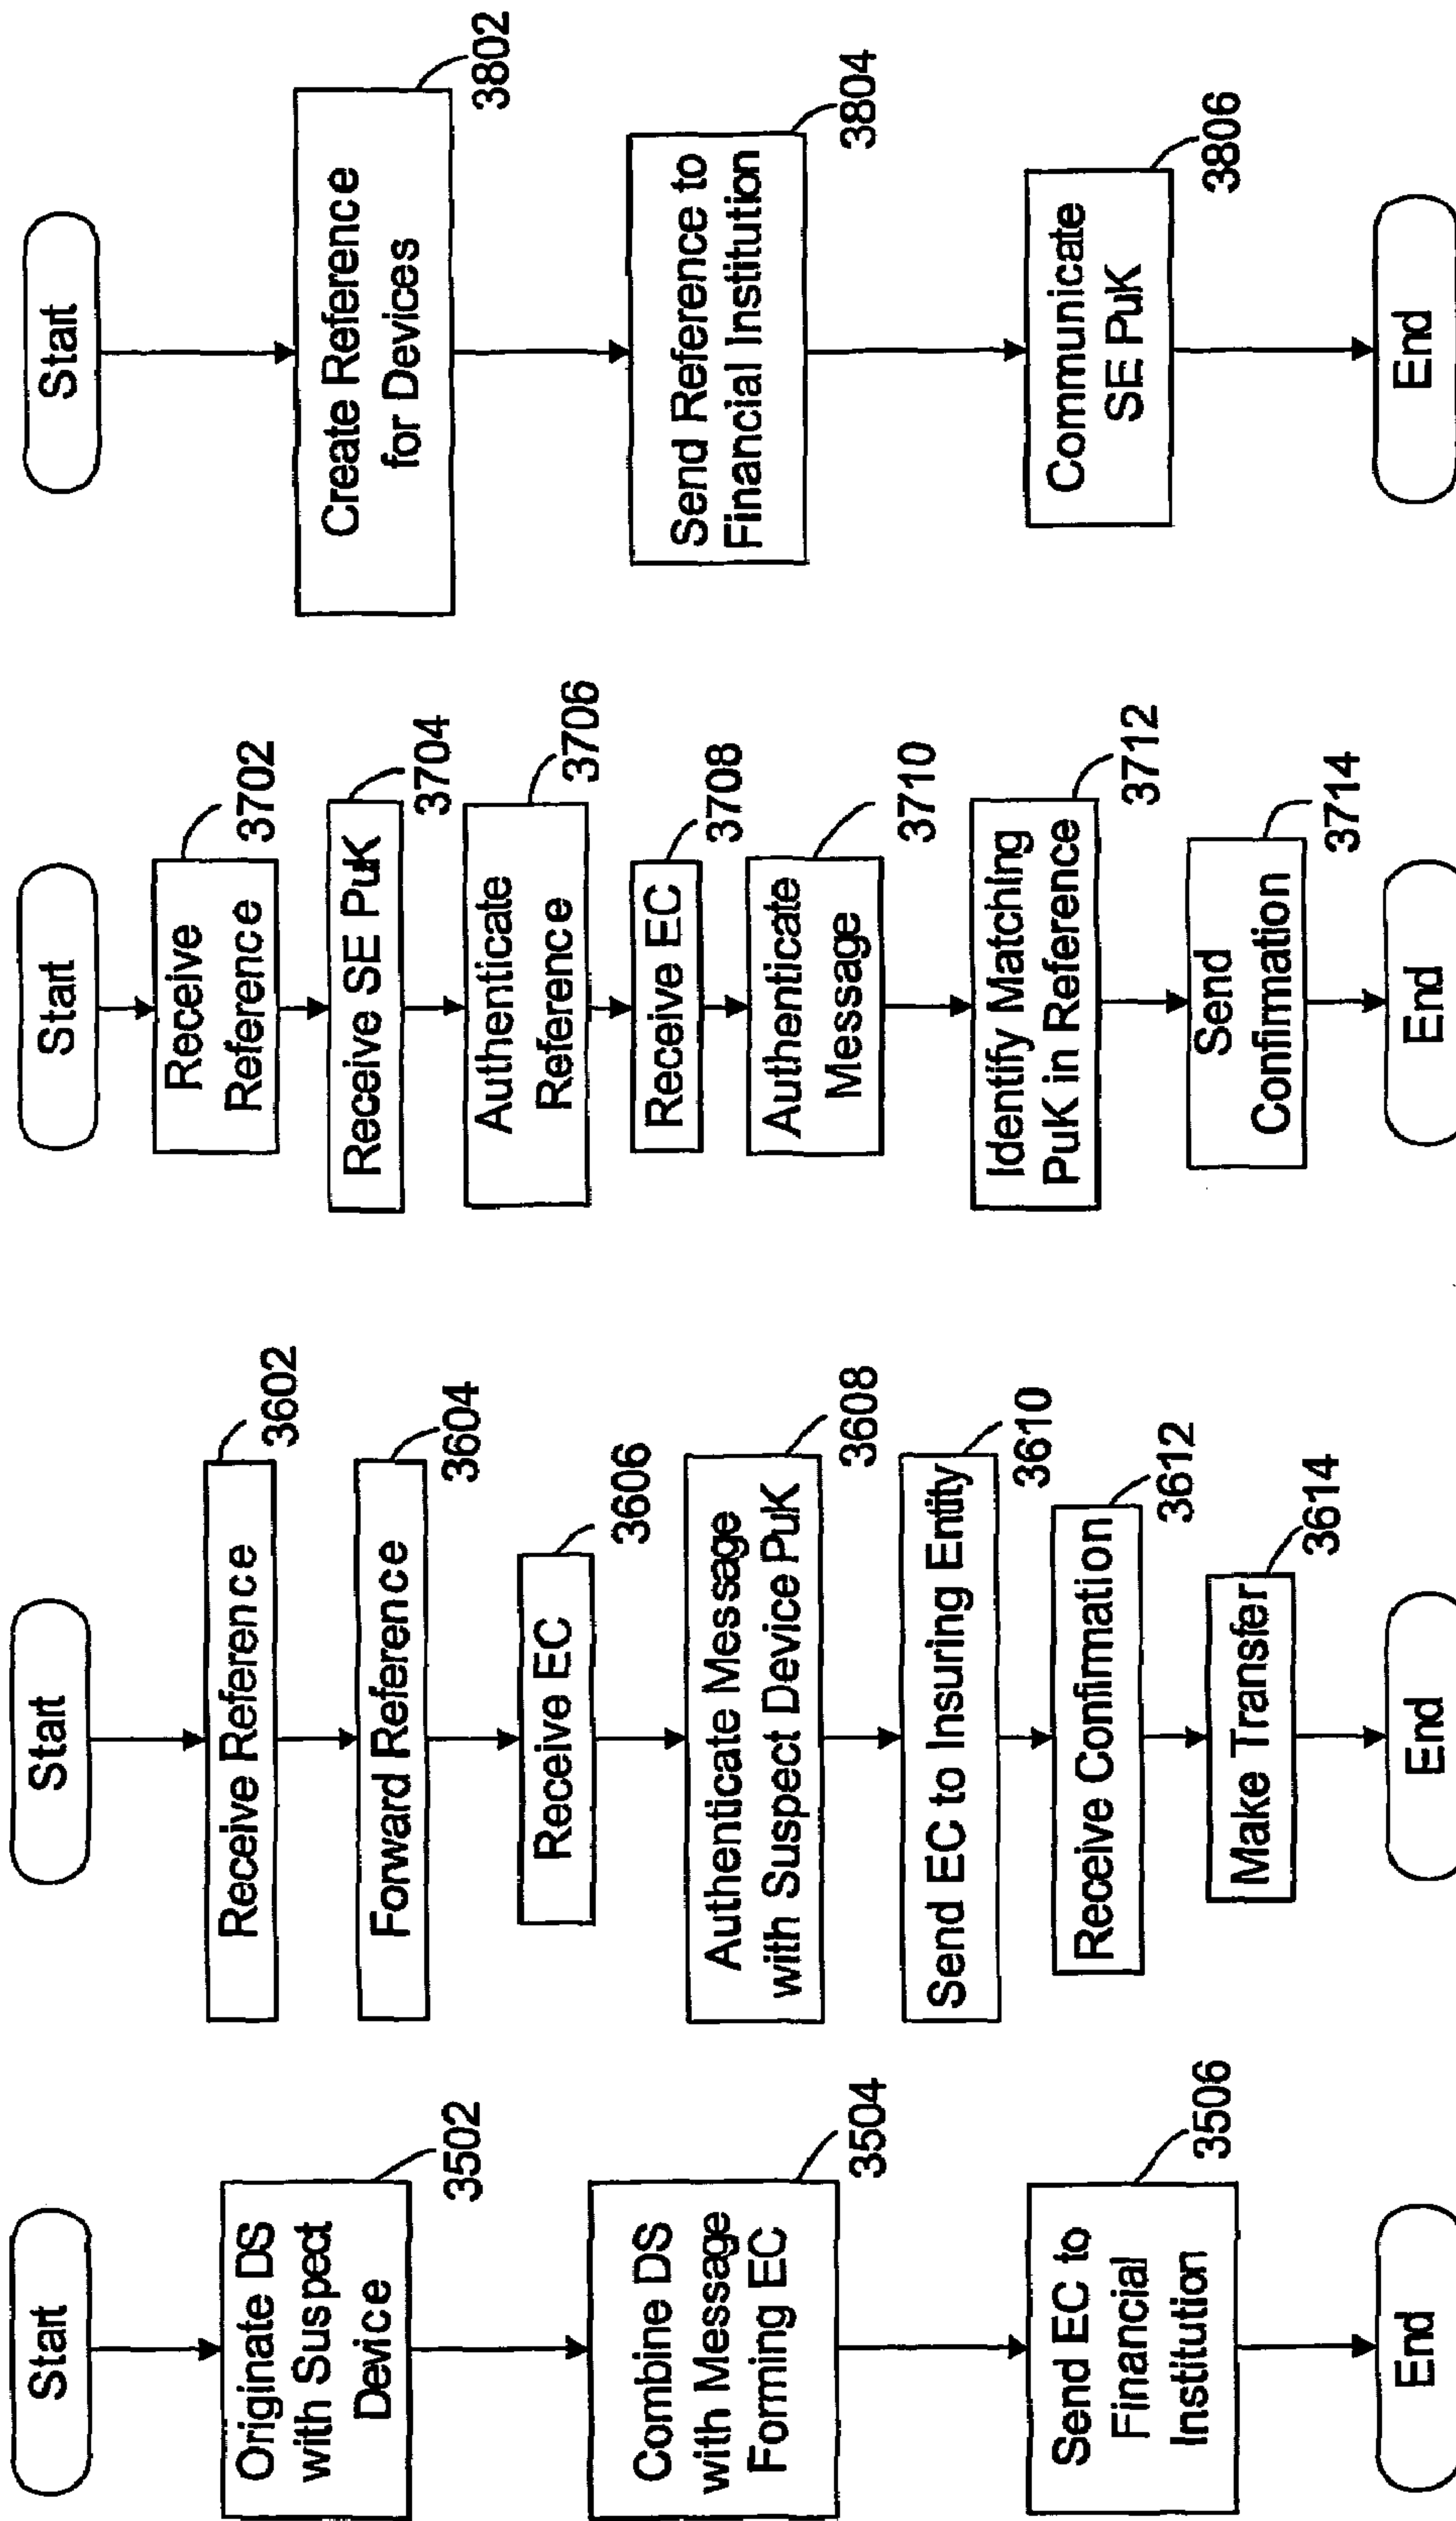 Start
Originate DS
with Suspect
Device
3502
Combine DS
with Message
Forming EC
3504
Send EC to
Financial
Institution
3506
End
Start
Receive Reference
3602
Forward Reference
3604
Receive EC
3606
Authenticate Message
with Suspect Device PuK
3608
Send EC to Insuring Entity
3610
Receive Confirmation
3612
Make Transfer
3614
End
Start
Receive
Reference
3702
Receive SE PuK
3704
Authenticate
Reference
3706
Receive EC
3708
Authenticate
Message
3710
Identify Matching
PuK in Reference
3712
Send
Confirmation
3714
End
Start
Create Reference
for Devices
3802
Send Reference to
Financial Institution
3804
Communicate
SE PuK
3806
End